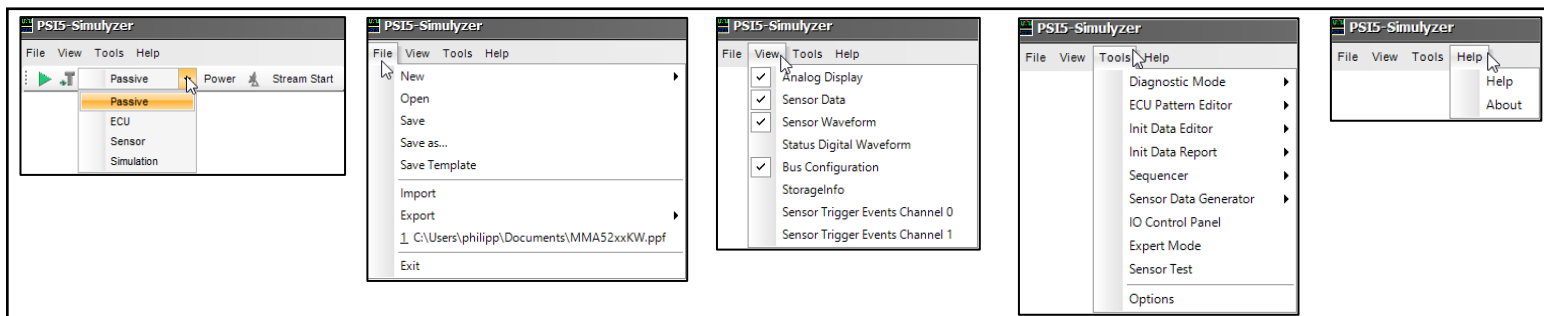 PSI5-Simulyzer
File View Tools Help
Passive Power Stream Start
Passive
ECU
Sensor
Simulation
PSI5-Simulyzer
File View Tools Help
New
Open
Save
Save as...
Save Template
Import
Export
1 C:\Users\philipp\Documents\MMA52xxKW.ppf
Exit
PSI5-Simulyzer
File View Tools Help
Analog Display
Sensor Data
Sensor Waveform
Status Digital Waveform
Bus Configuration
StorageInfo
Sensor Trigger Events Channel 0
Sensor Trigger Events Channel 1
PSI5-Simulyzer
File View Tools Help
Diagnostic Mode
ECU Pattern Editor
Init Data Editor
Init Data Report
Sequencer
Sensor Data Generator
IO Control Panel
Expert Mode
Sensor Test
Options
PSI5-Simulyzer
File View Tools Help
Help
About